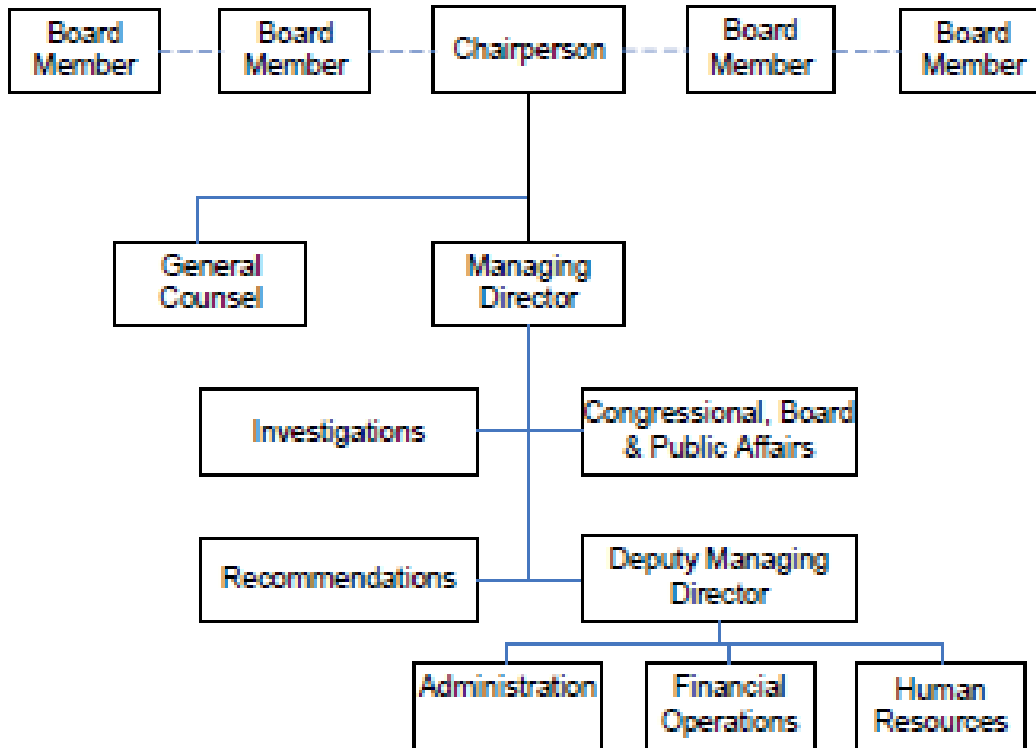 Board
Member
Board
Member
Chairperson
Board
Member
Board
Member
General
Counsel
Managing
Director
Investigations
Congressional, Board
& Public Affairs
Recommendations
Deputy Managing
Director
Administration
Financial
Operations
Human
Resources